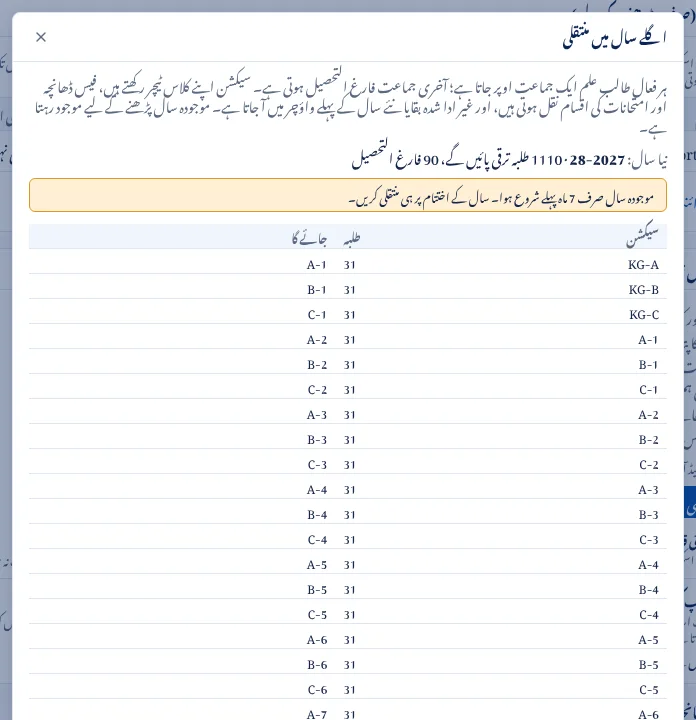 اگلے سال میں منتقلی
×
ہر فعال طالب علم ایک جماعت اوپر جاتا ہے؛ آخری جماعت فارغ التحصیل ہوتی ہے۔ سیکشن اپنے کلاس ٹیچر رکھتے ہیں، فیس ڈھانچہ
اور امتحانات کی اقسام نقل ہوتی ہیں، اور غیر ادا شدہ بقایا نئے سال کے پہلے واؤچر میں آ جاتا ہے۔ موجودہ سال پڑھنے کے لیے موجود رہتا
ہے۔
نیا سال: 2027-28 · 1110 طلبہ ترقی پائیں گے، 90 فارغ التحصیل
موجودہ سال صرف 7 ماہ پہلے شروع ہوا۔ سال کے اختتام پر ہی منتقلی کریں۔
سیکشن طلبہ جائے گا
KG-A 31 A-1
KG-B 31 B-1
KG-C 31 C-1
A-1 31 A-2
B-1 31 B-2
C-1 31 C-2
A-2 31 A-3
B-2 31 B-3
C-2 31 C-3
A-3 31 A-4
B-3 31 B-4
C-3 31 C-4
A-4 31 A-5
B-4 31 B-5
C-4 31 C-5
A-5 31 A-6
B-5 31 B-6
C-5 31 C-6
A-6 31 A-7